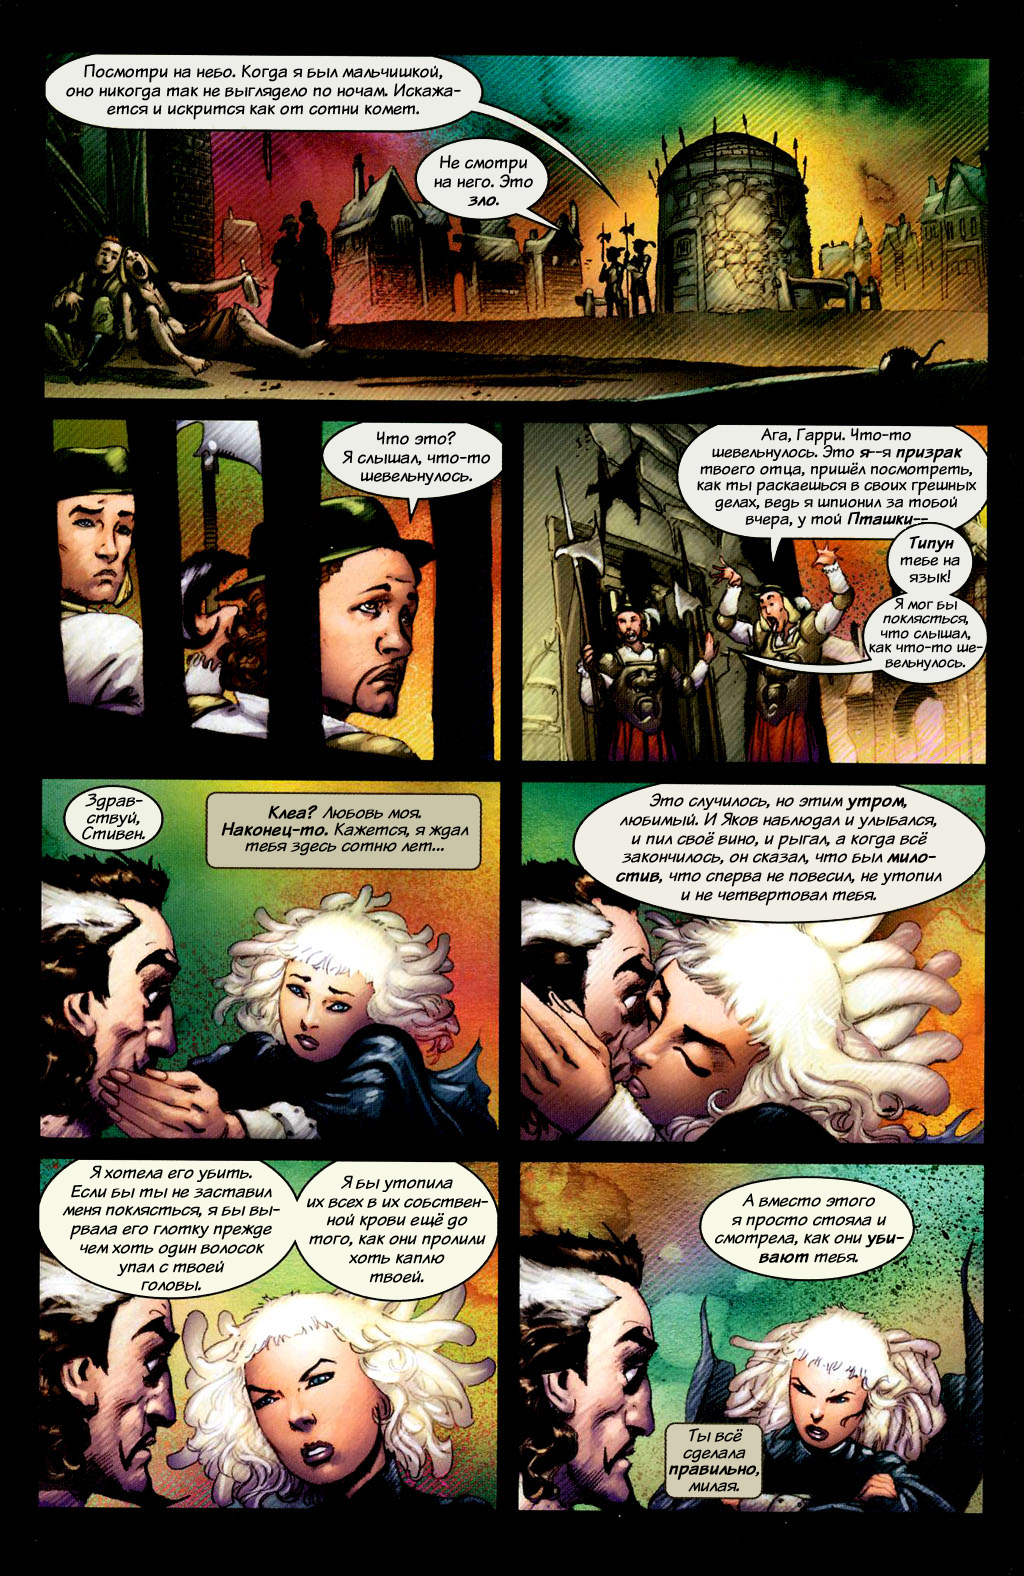 Посмотри на небо. Когда я был мальчишкой,
оно никогда так не выглядело по ночам. Искажа-
ется и искрится как от сотни комет.
Не смотри
на него. Это
зло.
Что это?
Я слышал, что-то
шевельнулось.
Ага, Гарри. Что-то
шевельнулось. Это я--я призрак
твоего отца, пришёл посмотреть,
как ты раскаешься в своих грешных
делах, ведь я шпионил за тобой
вчера, у той Пташки--
Типун
тебе на
язык!
Я мог бы
поклясться,
что слышал,
как что-то ше-
вельнулось.
Здрав-
ствуй,
Стивен.
Клеа? Любовь моя.
Наконец-то. Кажется, я ждал
тебя здесь сотню лет...
Это случилось, но этим утром,
любимый. И Яков наблюдал и улыбался,
и пил своё вино, и рыгал, а когда всё
закончилось, он сказал, что был мило-
стив, что сперва не повесил, не утопил
и не четвертовал тебя.
Я хотела его убить.
Если бы ты не заставил
меня поклясться, я бы вы-
рвала его глотку прежде
чем хоть один волосок
упал с твоей
головы.
Я бы утопила
их всех в их собствен-
ной крови ещё до
того, как они пролили
хоть каплю
твоей.
А вместо этого
я просто стояла и
смотрела, как они уби-
вают тебя.
Ты всё
сделала
правильно,
милая.